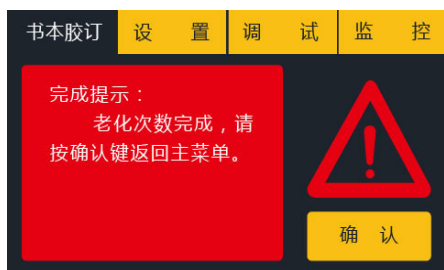 书本胶订 设 置 调 试 监 控
完成提示：
老化次数完成，请
按确认键返回主菜单。
确 认